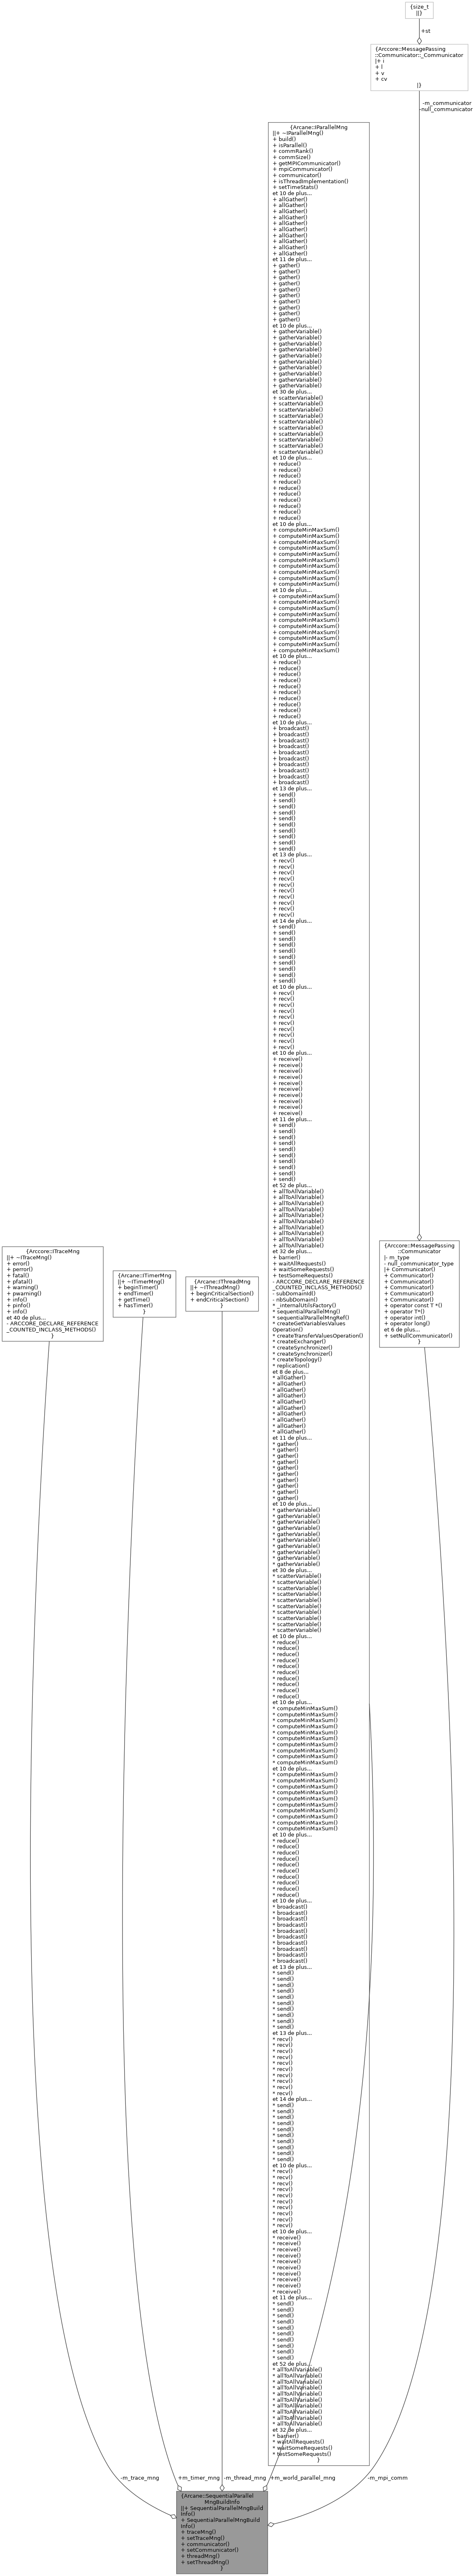 {size_t
||}
+st
{Arccore::MessagePassing
::Communicator::_Communicator
|+ i
+ l
+ v
+ cv
|}
-m_communicator
-null_communicator
{Arcane::IParallelMng
||+ ~IParallelMng()
+ build()
+ isParallel()
+ commRank()
+ commSize()
+ getMPICommunicator()
+ mpiCommunicator()
+ communicator()
+ isThreadImplementation()
+ setTimeStats()
et 10 de plus...
+ allGather()
+ allGather()
+ allGather()
+ allGather()
+ allGather()
+ allGather()
+ allGather()
+ allGather()
+ allGather()
+ allGather()
et 11 de plus...
+ gather()
+ gather()
+ gather()
+ gather()
+ gather()
+ gather()
+ gather()
+ gather()
+ gather()
+ gather()
et 10 de plus...
+ gatherVariable()
+ gatherVariable()
+ gatherVariable()
+ gatherVariable()
+ gatherVariable()
+ gatherVariable()
+ gatherVariable()
+ gatherVariable()
+ gatherVariable()
+ gatherVariable()
et 30 de plus...
+ scatterVariable()
+ scatterVariable()
+ scatterVariable()
+ scatterVariable()
+ scatterVariable()
+ scatterVariable()
+ scatterVariable()
+ scatterVariable()
+ scatterVariable()
+ scatterVariable()
et 10 de plus...
+ reduce()
+ reduce()
+ reduce()
+ reduce()
+ reduce()
+ reduce()
+ reduce()
+ reduce()
+ reduce()
+ reduce()
et 10 de plus...
+ computeMinMaxSum()
+ computeMinMaxSum()
+ computeMinMaxSum()
+ computeMinMaxSum()
+ computeMinMaxSum()
+ computeMinMaxSum()
+ computeMinMaxSum()
+ computeMinMaxSum()
+ computeMinMaxSum()
+ computeMinMaxSum()
et 10 de plus...
+ computeMinMaxSum()
+ computeMinMaxSum()
+ computeMinMaxSum()
+ computeMinMaxSum()
+ computeMinMaxSum()
+ computeMinMaxSum()
+ computeMinMaxSum()
+ computeMinMaxSum()
+ computeMinMaxSum()
+ computeMinMaxSum()
et 10 de plus...
+ reduce()
+ reduce()
+ reduce()
+ reduce()
+ reduce()
+ reduce()
+ reduce()
+ reduce()
+ reduce()
+ reduce()
et 10 de plus...
+ broadcast()
+ broadcast()
+ broadcast()
+ broadcast()
+ broadcast()
+ broadcast()
+ broadcast()
+ broadcast()
+ broadcast()
+ broadcast()
et 13 de plus...
+ send()
+ send()
+ send()
+ send()
+ send()
+ send()
+ send()
+ send()
+ send()
+ send()
et 13 de plus...
+ recv()
+ recv()
+ recv()
+ recv()
+ recv()
+ recv()
+ recv()
+ recv()
+ recv()
+ recv()
et 14 de plus...
+ send()
+ send()
+ send()
+ send()
+ send()
+ send()
+ send()
+ send()
+ send()
+ send()
et 10 de plus...
+ recv()
+ recv()
+ recv()
+ recv()
+ recv()
+ recv()
+ recv()
+ recv()
+ recv()
+ recv()
et 10 de plus...
+ receive()
+ receive()
+ receive()
+ receive()
+ receive()
+ receive()
+ receive()
+ receive()
+ receive()
+ receive()
et 11 de plus...
+ send()
+ send()
+ send()
+ send()
+ send()
+ send()
+ send()
+ send()
+ send()
+ send()
et 52 de plus...
+ allToAllVariable()
+ allToAllVariable()
+ allToAllVariable()
+ allToAllVariable()
+ allToAllVariable()
+ allToAllVariable()
+ allToAllVariable()
+ allToAllVariable()
+ allToAllVariable()
+ allToAllVariable()
et 32 de plus...
+ barrier()
+ waitAllRequests()
+ waitSomeRequests()
+ testSomeRequests()
- ARCCORE_DECLARE_REFERENCE
_COUNTED_INCLASS_METHODS()
- subDomainId()
- nbSubDomain()
* _internalUtilsFactory()
* sequentialParallelMng()
* sequentialParallelMngRef()
* createGetVariablesValues
Operation()
* createTransferValuesOperation()
* createExchanger()
* createSynchronizer()
* createSynchronizer()
* createTopology()
* replication()
et 8 de plus...
* allGather()
* allGather()
* allGather()
* allGather()
* allGather()
* allGather()
* allGather()
* allGather()
* allGather()
* allGather()
et 11 de plus...
* gather()
* gather()
* gather()
* gather()
* gather()
* gather()
* gather()
* gather()
* gather()
* gather()
et 10 de plus...
* gatherVariable()
* gatherVariable()
* gatherVariable()
* gatherVariable()
* gatherVariable()
* gatherVariable()
* gatherVariable()
* gatherVariable()
* gatherVariable()
* gatherVariable()
et 30 de plus...
* scatterVariable()
* scatterVariable()
* scatterVariable()
* scatterVariable()
* scatterVariable()
* scatterVariable()
* scatterVariable()
* scatterVariable()
* scatterVariable()
* scatterVariable()
et 10 de plus...
* reduce()
* reduce()
* reduce()
* reduce()
* reduce()
* reduce()
* reduce()
* reduce()
* reduce()
* reduce()
et 10 de plus...
* computeMinMaxSum()
* computeMinMaxSum()
* computeMinMaxSum()
* computeMinMaxSum()
* computeMinMaxSum()
* computeMinMaxSum()
* computeMinMaxSum()
* computeMinMaxSum()
* computeMinMaxSum()
* computeMinMaxSum()
et 10 de plus...
* computeMinMaxSum()
* computeMinMaxSum()
* computeMinMaxSum()
* computeMinMaxSum()
* computeMinMaxSum()
* computeMinMaxSum()
* computeMinMaxSum()
* computeMinMaxSum()
* computeMinMaxSum()
* computeMinMaxSum()
et 10 de plus...
* reduce()
* reduce()
* reduce()
* reduce()
* reduce()
* reduce()
* reduce()
* reduce()
* reduce()
* reduce()
et 10 de plus...
* broadcast()
* broadcast()
* broadcast()
* broadcast()
* broadcast()
* broadcast()
* broadcast()
* broadcast()
* broadcast()
* broadcast()
et 13 de plus...
* send()
* send()
* send()
* send()
* send()
* send()
* send()
* send()
* send()
* send()
et 13 de plus...
* recv()
* recv()
* recv()
* recv()
* recv()
* recv()
* recv()
* recv()
* recv()
* recv()
et 14 de plus...
* send()
* send()
* send()
* send()
* send()
* send()
* send()
* send()
* send()
* send()
et 10 de plus...
* recv()
* recv()
* recv()
* recv()
* recv()
* recv()
* recv()
* recv()
* recv()
* recv()
et 10 de plus...
* receive()
* receive()
* receive()
* receive()
* receive()
* receive()
* receive()
* receive()
* receive()
* receive()
et 11 de plus...
* send()
* send()
* send()
* send()
* send()
* send()
* send()
* send()
* send()
* send()
et 52 de plus...
* allToAllVariable()
* allToAllVariable()
* allToAllVariable()
* allToAllVariable()
* allToAllVariable()
* allToAllVariable()
* allToAllVariable()
* allToAllVariable()
* allToAllVariable()
* allToAllVariable()
et 32 de plus...
* barrier()
* waitAllRequests()
* waitSomeRequests()
* testSomeRequests()
}
{Arccore::ITraceMng
||+ ~ITraceMng()
+ error()
+ perror()
+ fatal()
+ pfatal()
+ warning()
+ pwarning()
+ info()
+ pinfo()
+ info()
et 40 de plus...
- ARCCORE_DECLARE_REFERENCE
_COUNTED_INCLASS_METHODS()
}
{Arcane::ITimerMng
||+ ~ITimerMng()
+ beginTimer()
+ endTimer()
+ getTime()
+ hasTimer()
}
{Arcane::IThreadMng
||+ ~IThreadMng()
+ beginCriticalSection()
+ endCriticalSection()
}
{Arccore::MessagePassing
::Communicator
|- m_type
- null_communicator_type
|+ Communicator()
+ Communicator()
+ Communicator()
+ Communicator()
+ Communicator()
+ Communicator()
+ operator const T *()
+ operator T*()
+ operator int()
+ operator long()
et 6 de plus...
+ setNullCommunicator()
}
-m_trace_mng
+m_timer_mng
-m_thread_mng
+m_world_parallel_mng
-m_mpi_comm
{Arcane::SequentialParallel
MngBuildInfo
||+ SequentialParallelMngBuild
Info()
+ SequentialParallelMngBuild
Info()
+ traceMng()
+ setTraceMng()
+ communicator()
+ setCommunicator()
+ threadMng()
+ setThreadMng()
}